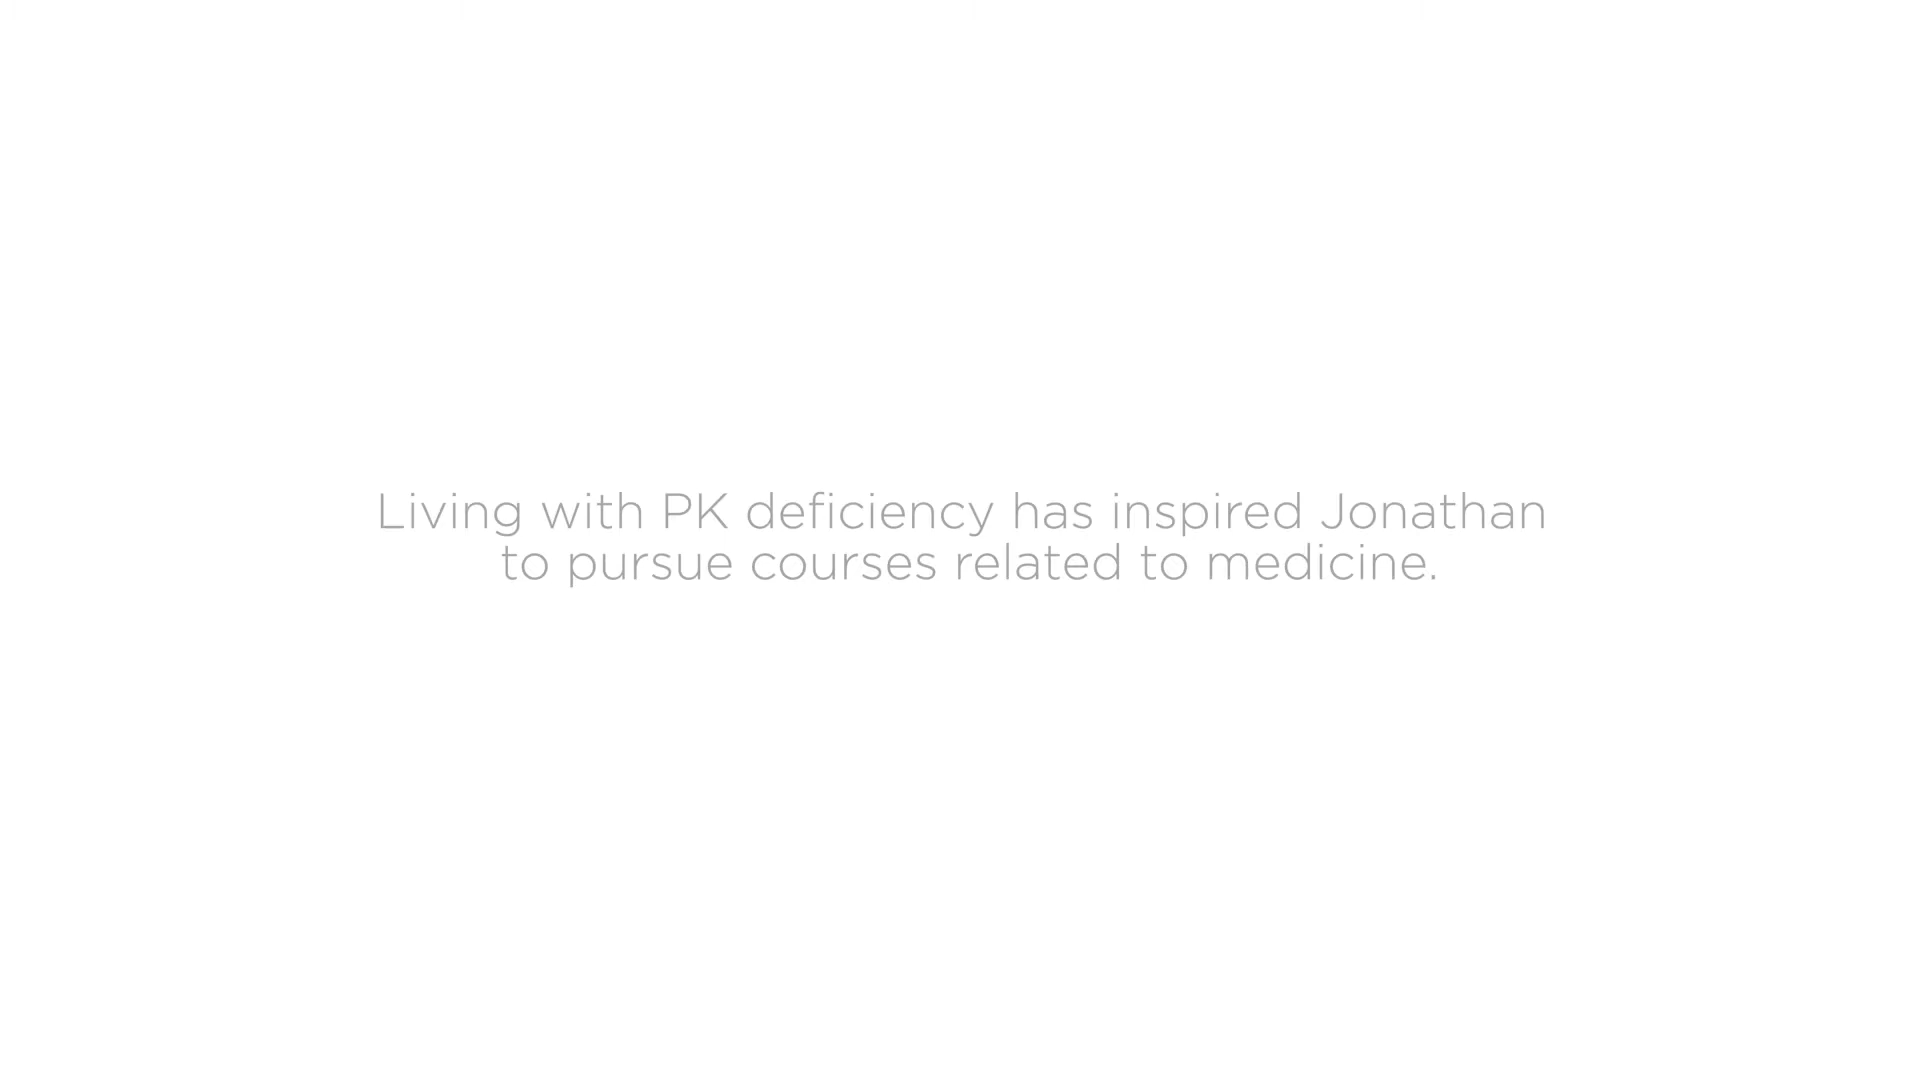 Living with PK deficiency has inspired Jonathan
to pursue courses related to medicine.